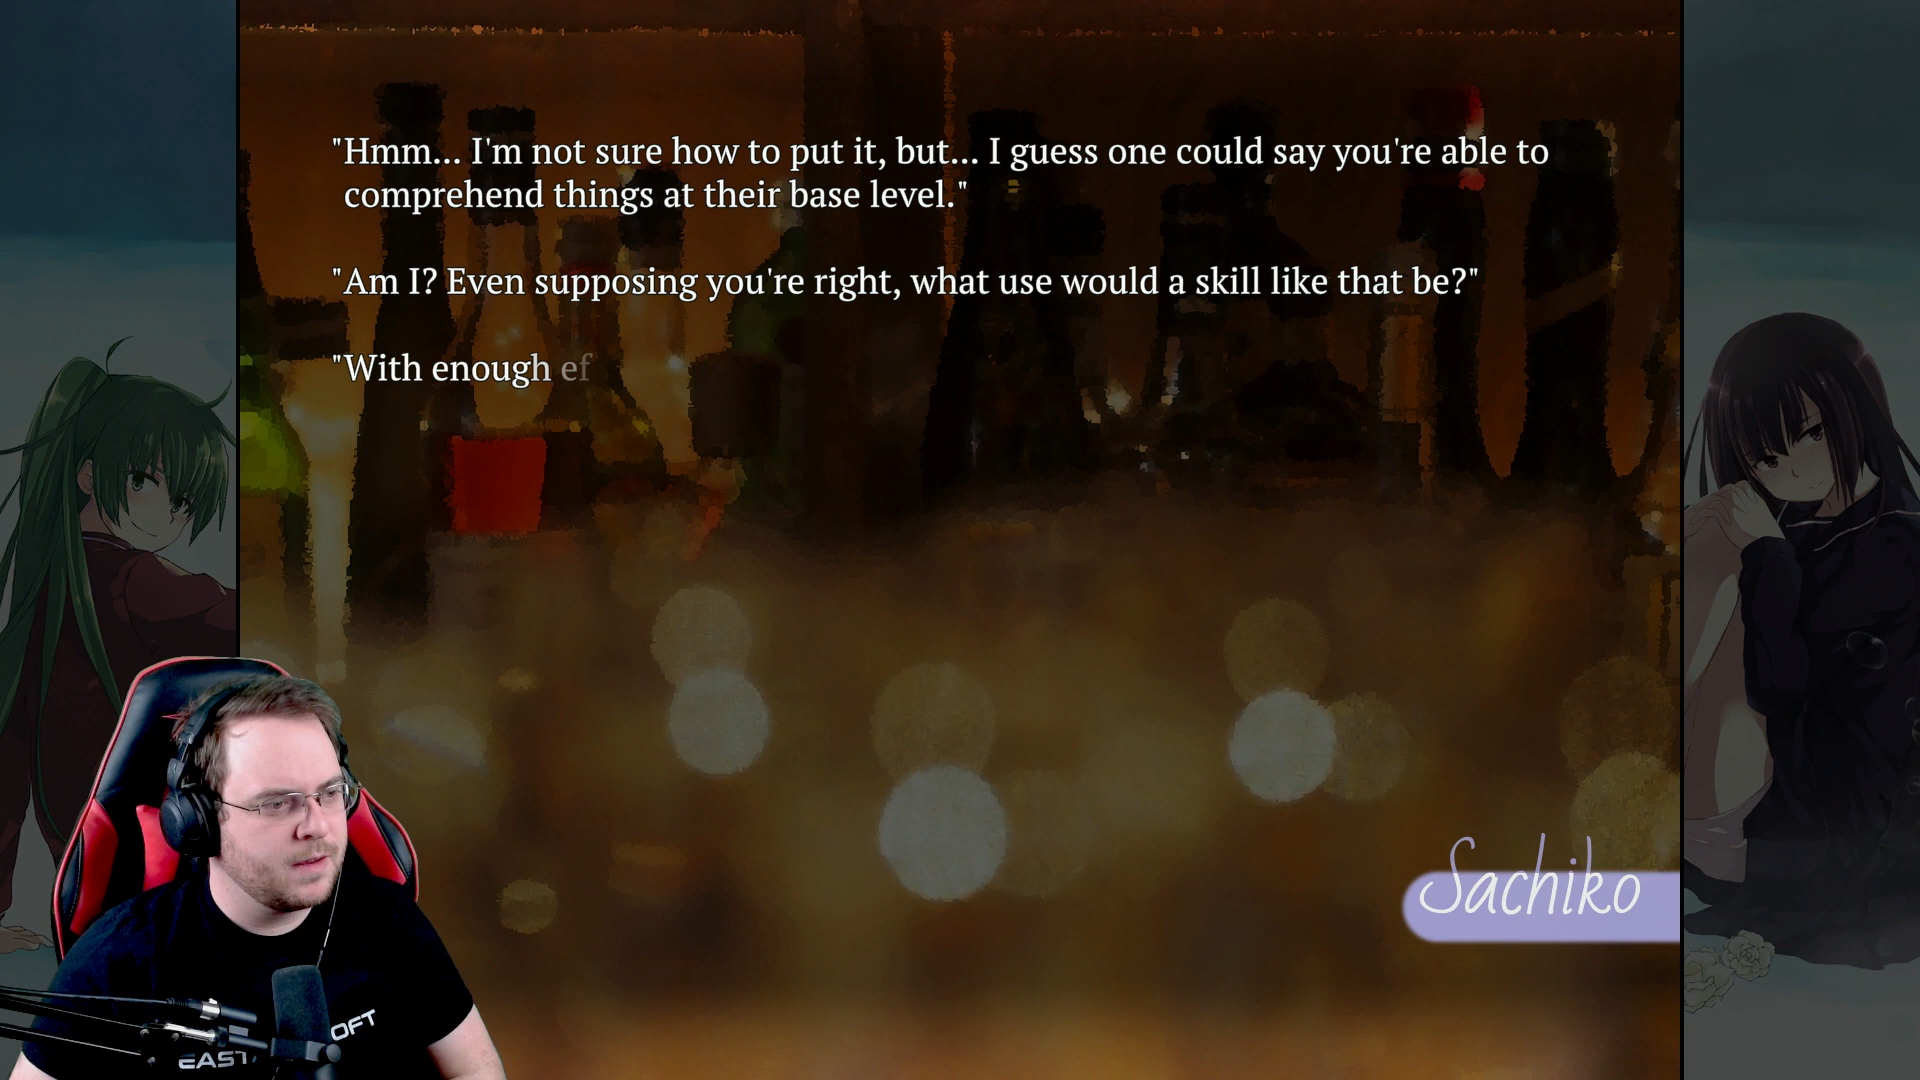 "Hmm... I'm not sure how to put it, but... I guess one could say you're able to
comprehend things at their base level."
"Am I? Even supposing you're right, what use would a skill like that be?"
"With enough ef
Sachiko
OFT
EAST